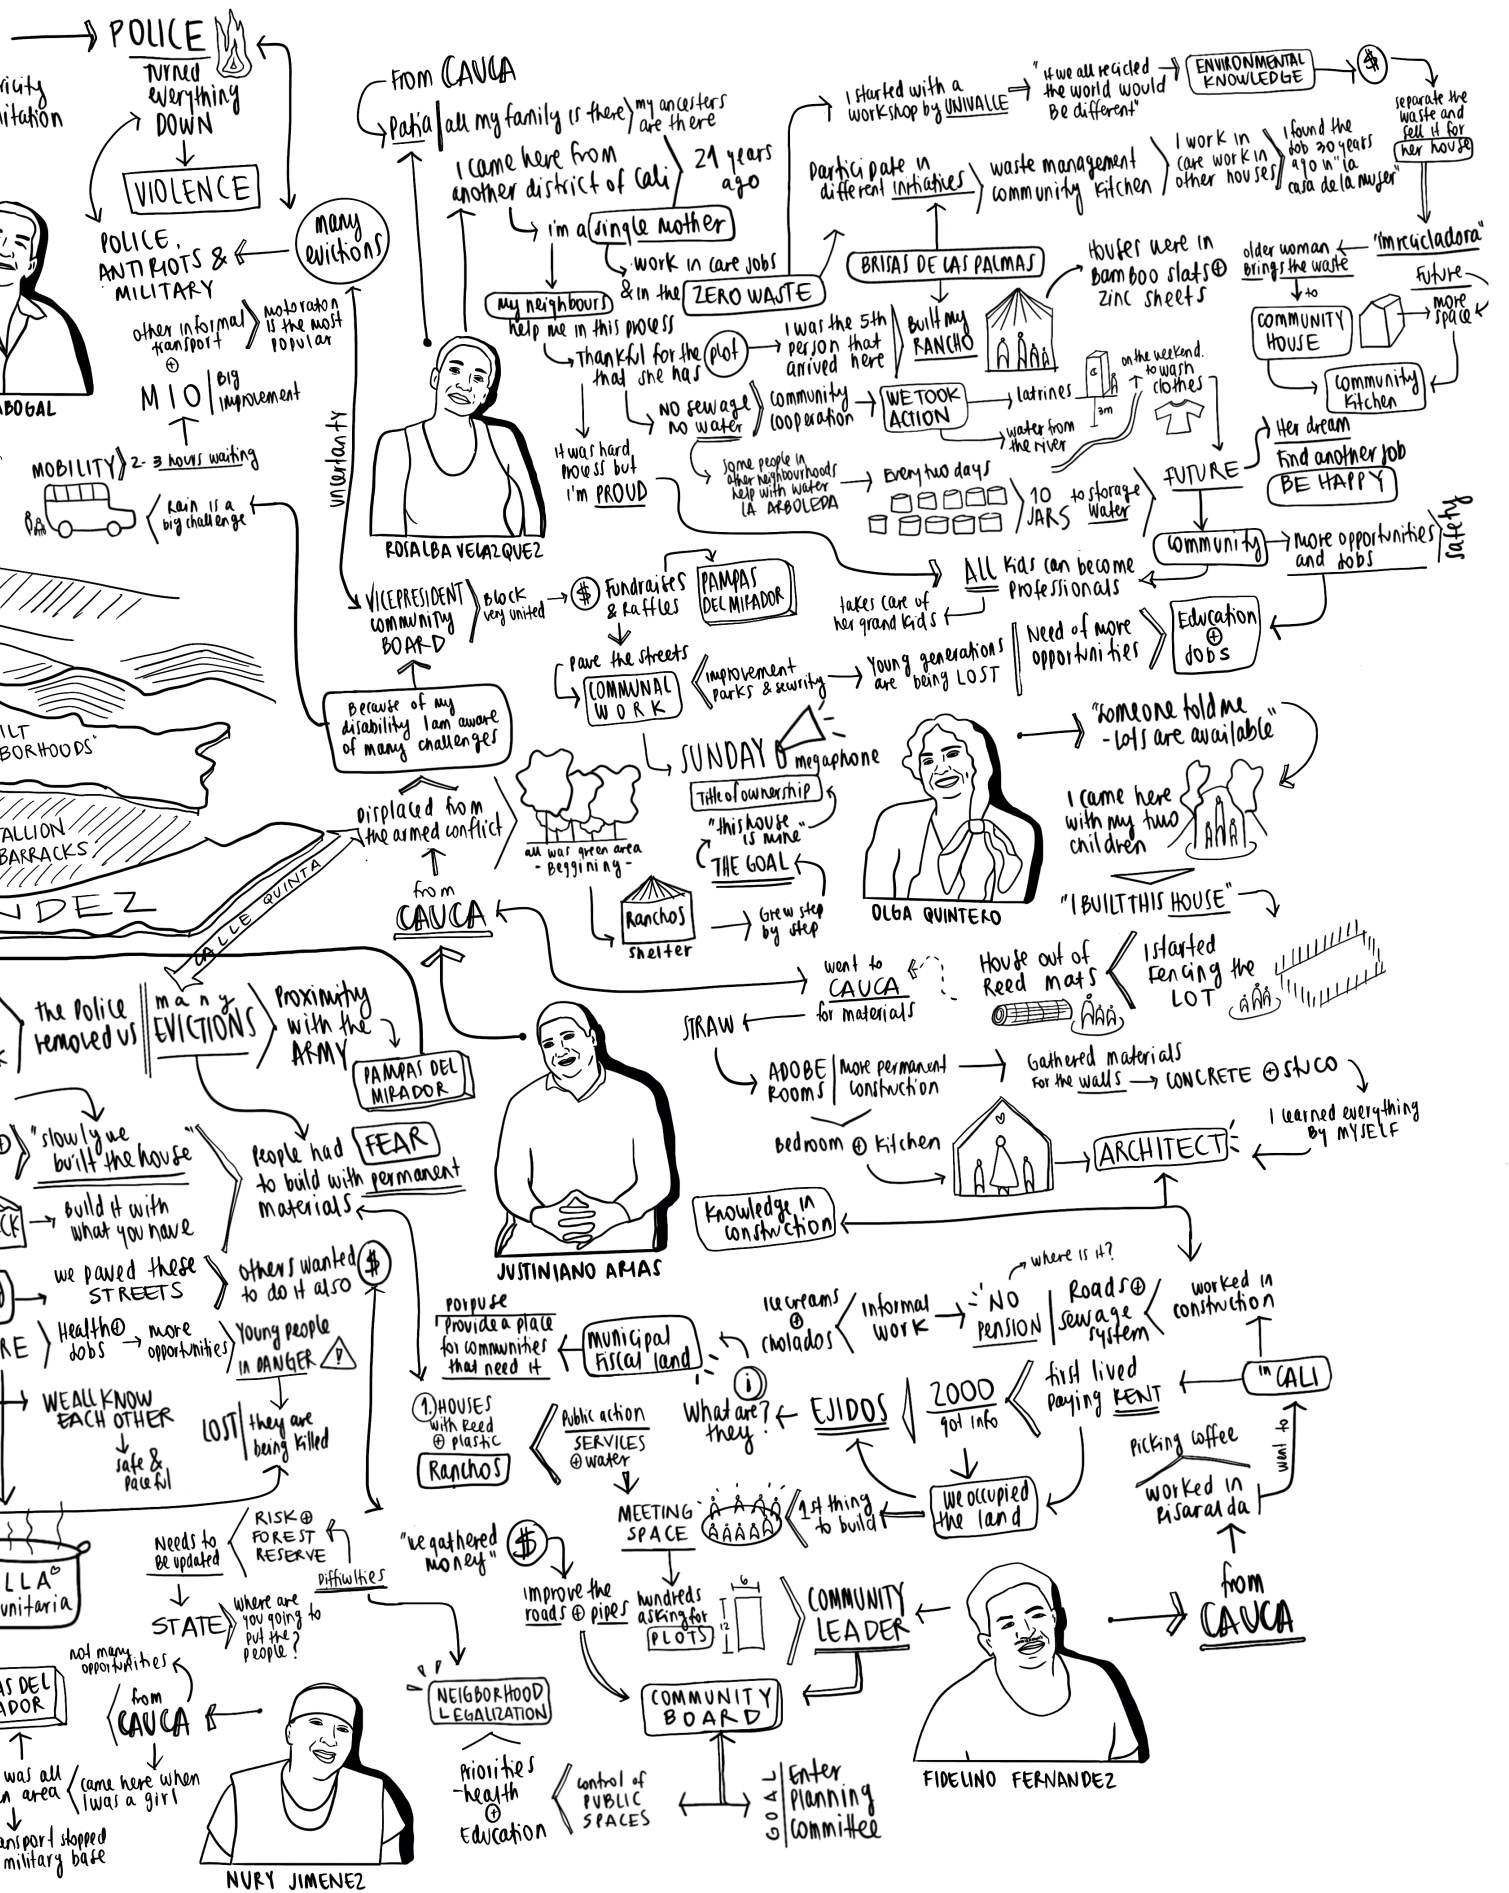 POLICE
turned
everything
DOWN
VIOLENCE
POLICE,
ANTIRIOTS &
MILITARY
many
evictions
other informal
transport
motoraton
is the most
popular
MIO
BIG
improvement
MOBILITY
2-3 hours waiting
Rain is a
big challenge
uncertainty
from CAUCA
Patia
all my family is there
my ancesters
are there
I came here from
another district of Cali
21 years
ago
I'm a single mother
work in care jobs
& in the ZERO WASTE
my neighbours
help me in this process
Thankful for the plot
that she has
I was the 5th
person that
arrived here
Built my
RANCHO
it was hard
process but
I'm PROUD
NO sewage
NO water
community
cooperation
WE TOOK
ACTION
latrines
3m
water from
the river
on the weekend.
to wash
clothes
some people in
other neighbourhoods
help with water
LA ARBOLEDA
Every two days
10
JARS
to storage
water
ROSALBA VELAZQUEZ
I started with a
workshop by UNIVALLE
"if we all recicled
the world would
Be different"
ENVIRONMENTAL
KNOWLEDGE
$
separate the
waste and
sell it for
her house
Participate in
different initiatives
waste management
community kitchen
I work in
care work in
other houses
I found the
job 30 years
ago in "la
casa de la mujer"
BRISAS DE LAS PALMAS
Houses were in
Bamboo slats +
zinc sheets
"Im recicladora"
older woman
brings the waste
to
COMMUNITY
HOUSE
Future
more
space
Community
Kitchen
FUTURE
Her dream
Find another job
BE HAPPY
community
more opportunities
and jobs
safety
ALL kids can become
professionals
takes care of
her grand kids
Education
+
jobs
Need of more
opportunities
Young generations
are being LOST
VICEPRESIDENT
community
BOARD
Block
very united
$
Fundraises
& Raffles
PAMPAS
DEL MIRADOR
pave the streets
COMMUNAL
WORK
improvement
parks & security
SUNDAY
megaphone
Title of ownership
"this house
is mine"
THE GOAL
Because of my
disability I am aware
of many challenges
Displaced from
the armed conflict
all was green area
- Beggining -
Ranchos
shelter
Grew step
by step
from
CAUCA
CALLE QUINTA
OLGA QUINTERO
"someone told me
- Lots are available"
I came here
with my two
children
"I BUILT THIS HOUSE"
I started
Fencing the
LOT
House out of
Reed mats
went to
CAUCA
for materials
STRAW
ADOBE
ROOMS
More permanent
construction
Gathered materials
For the walls
CONCRETE + STUCO
I learned everything
By MYSELF
Bedroom + kitchen
ARCHITECT
Knowledge in
construction
the Police
removed us
many
EVICTIONS
Proximity
with the
ARMY
PAMPAS DEL
MIRADOR
"slowly we
built the house"
Build it with
what you have
People had FEAR
to build with permanent
materials
we paved these
STREETS
others wanted
to do it also
$
Health +
jobs
more
opportunities
Young people
in DANGER
!
WE ALL KNOW
EACH OTHER
safe &
peaceful
LOST
they are
being killed
JUSTINIANO ARIAS
porpuse
Provide a place
for communities
that need it
municipal
Fiscal land
1. HOUSES
with Reed
+ plastic
Ranchos
Public action
SERVICES
+ water
i
What are
they?
EJIDOS
2000
got info
first lived
paying RENT
in CALI
worked in
construction
Roads +
sewage
system
where is it?
NO
PENSION
Informal
work
Ice creams
+
cholados
we occupied
the land
1st thing
to build
MEETING
SPACE
hundreds
asking for
PLOTS
6
12
Picking coffee
worked in
Risaralda
went to
from
CAUCA
COMMUNITY
LEADER
COMMUNITY
BOARD
FIDELINO FERNANDEZ
GOAL
Enter
planning
committee
control of
PUBLIC
SPACES
"we gathered
money"
$
improve the
roads + pipes
RISK +
FOREST
RESERVE
Needs to
Be updated
Difficulties
STATE
where are
you going to
put the
people?
NEIGBORHOOD
LEGALIZATION
Priorities
- health
+
Education
not many
opportunities
from
CAUCA
came here when
I was a girl
NURY JIMENEZ